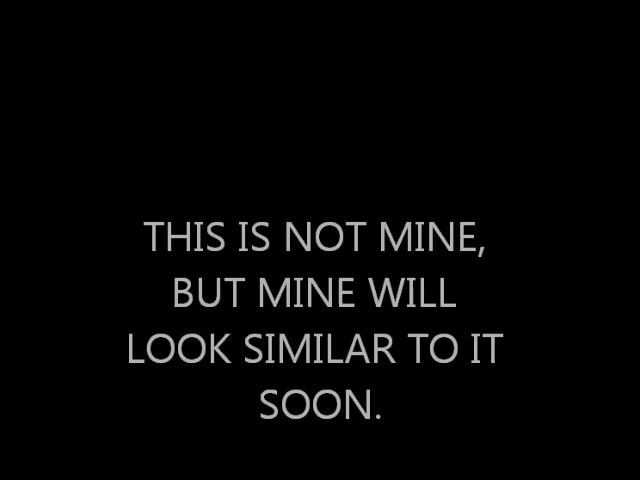 THIS IS NOT MINE,
BUT MINE WILL
LOOK SIMILAR TO IT
SOON.